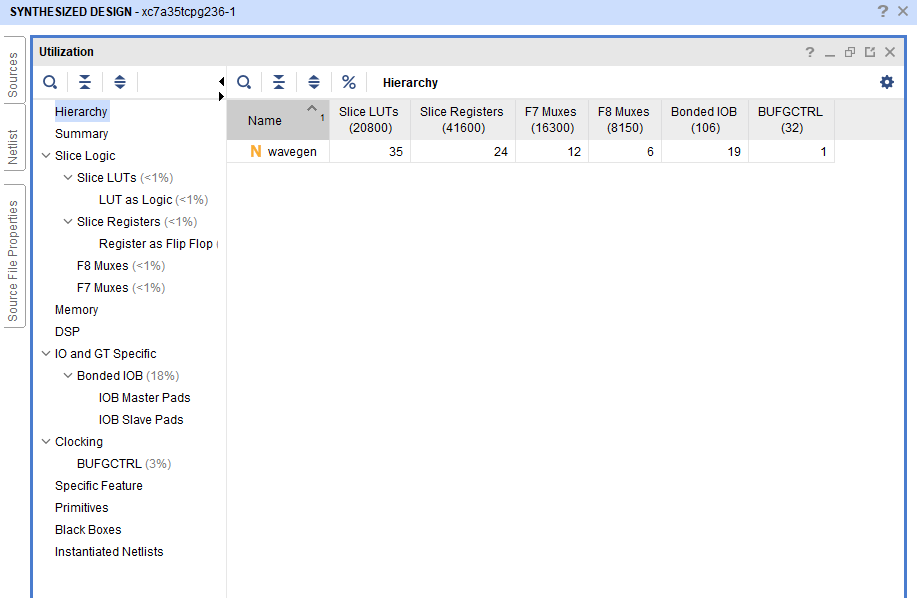 SYNTHESIZED DESIGN - xc7a35tcpg236-1
Sources
Netlist
Source File Properties
Utilization
Hierarchy
Summary
Slice Logic
Slice LUTs (<1%)
LUT as Logic (<1%)
Slice Registers (<1%)
Register as Flip Flop (
F8 Muxes (<1%)
F7 Muxes (<1%)
Memory
DSP
IO and GT Specific
Bonded IOB (18%)
IOB Master Pads
IOB Slave Pads
Clocking
BUFGCTRL (3%)
Specific Feature
Primitives
Black Boxes
Instantiated Netlists
% Hierarchy
Name 1 Slice LUTs Slice Registers F7 Muxes F8 Muxes Bonded IOB BUFGCTRL
(20800) (41600) (16300) (8150) (106) (32)
N wavegen 35 24 12 6 19 1